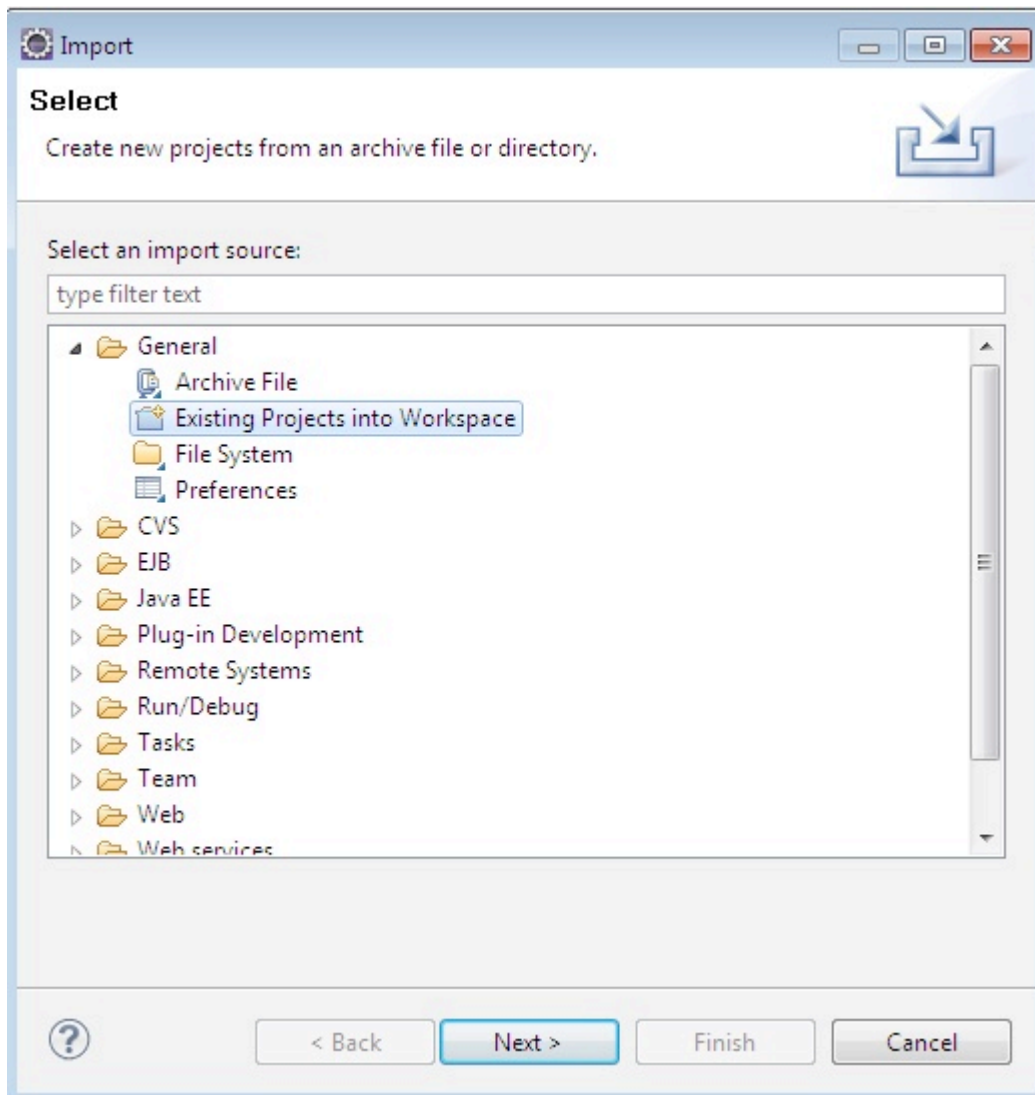 Import
Select
Create new projects from an archive file or directory.
Select an import source:
type filter text
General
Archive File
Existing Projects into Workspace
File System
Preferences
CVS
EJB
Java EE
Plug-in Development
Remote Systems
Run/Debug
Tasks
Team
Web
Web services
?
< Back Next > Finish Cancel